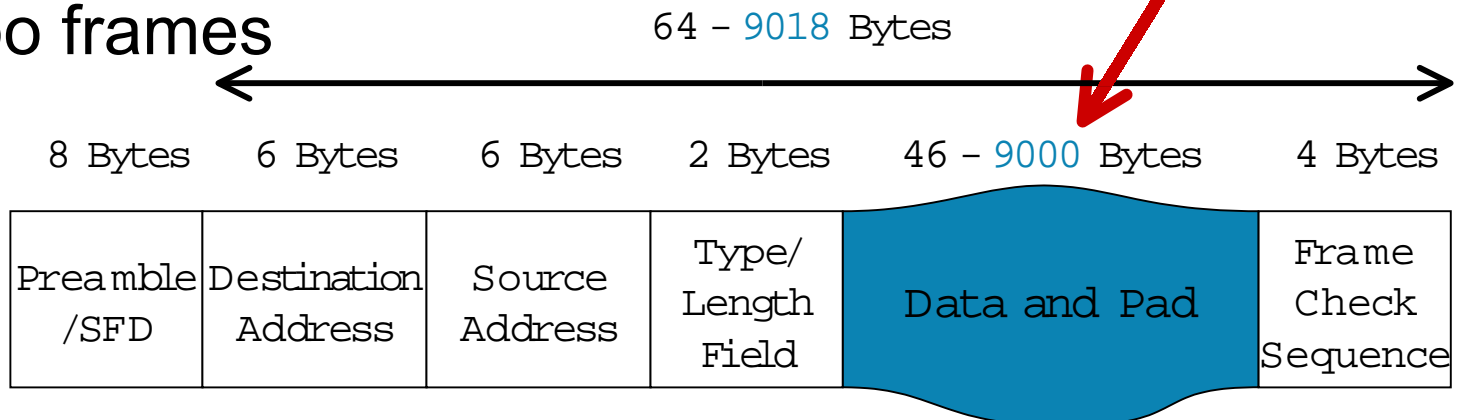 oo frames
64 – 9018 Bytes
8 Bytes 6 Bytes 6 Bytes 2 Bytes 46 – 9000 Bytes 4 Bytes
Preamble
/SFD
Destination
Address
Source
Address
Type/
Length
Field
Data and Pad
Frame
Check
Sequence